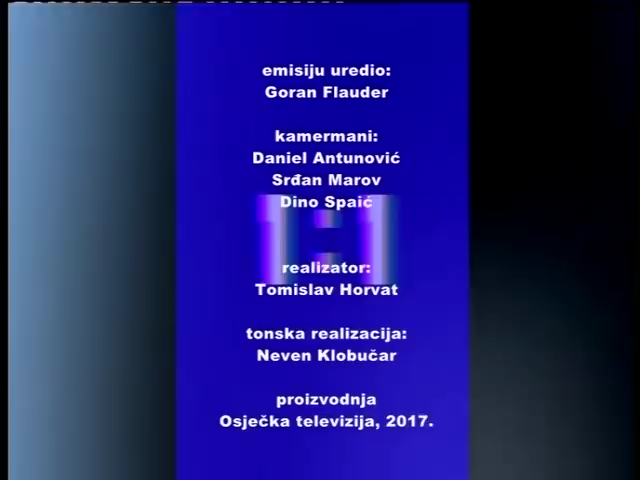 emisiju uredio:
Goran Flauder
kamermani:
Daniel Antunović
Srđan Marov
Dino Spaić
realizator:
Tomislav Horvat
tonska realizacija:
Neven Klobučar
proizvodnja
Osječka televizija, 2017.